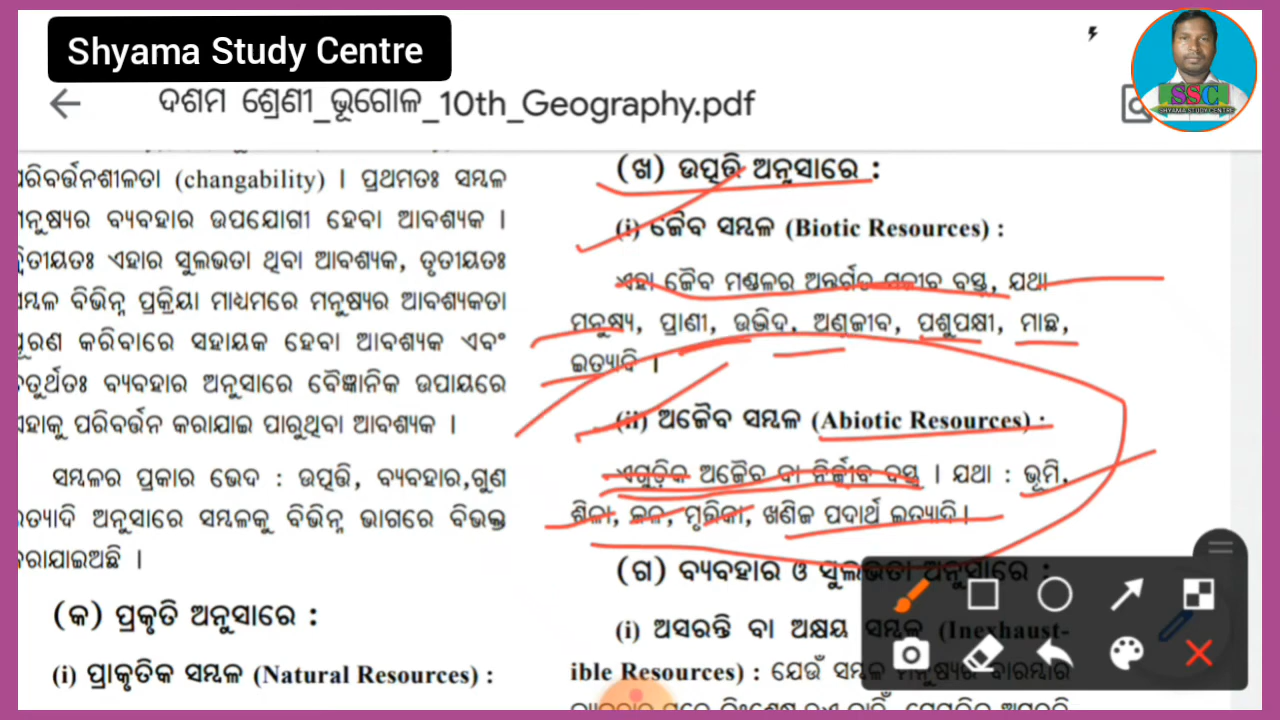 Shyama Study Centre
ଦଶମ ଶ୍ରେଣୀ_ଭୂଗୋଳ_10th_Geography.pdf
SSC
SHYAMA STUDY CENTRE
ପରିବର୍ତ୍ତନଶୀଳତା (changability) । ପ୍ରଥମତଃ ସମ୍ବଳ
ମନୁଷ୍ୟର ବ୍ୟବହାର ଉପଯୋଗୀ ହେବା ଆବଶ୍ୟକ ।
ଦ୍ୱିତୀୟତଃ ଏହାର ସୁଲଭତା ଥିବା ଆବଶ୍ୟକ, ତୃତୀୟତଃ
ସମ୍ବଳ ବିଭିନ୍ନ ପ୍ରକ୍ରିୟା ମାଧ୍ୟମରେ ମନୁଷ୍ୟର ଆବଶ୍ୟକତା
ପୂରଣ କରିବାରେ ସହାୟକ ହେବା ଆବଶ୍ୟକ ଏବଂ
ଚତୁର୍ଥତଃ ବ୍ୟବହାର ଅନୁସାରେ ବୈଜ୍ଞାନିକ ଉପାୟରେ
ଏହାକୁ ପରିବର୍ତ୍ତନ କରାଯାଇ ପାରୁଥିବା ଆବଶ୍ୟକ ।
ସମ୍ବଳର ପ୍ରକାର ଭେଦ : ଉତ୍ପତ୍ତି, ବ୍ୟବହାର,ଗୁଣ
ଇତ୍ୟାଦି ଅନୁସାରେ ସମ୍ବଳକୁ ବିଭିନ୍ନ ଭାଗରେ ବିଭକ୍ତ
କରାଯାଇଅଛି ।
(କ) ପ୍ରକୃତି ଅନୁସାରେ :
(i) ପ୍ରାକୃତିକ ସମ୍ବଳ (Natural Resources) :
(ଖ) ଉତ୍ପତ୍ତି ଅନୁସାରେ :
(i) ଜୈବ ସମ୍ବଳ (Biotic Resources) :
ଏହା ଜୈବ ମଣ୍ଡଳର ଅନ୍ତର୍ଗତ ସଜୀବ ବସ୍ତୁ, ଯଥା
ମନୁଷ୍ୟ, ପ୍ରାଣୀ, ଉଦ୍ଭିଦ, ଅଣୁଜୀବ, ପଶୁପକ୍ଷୀ, ମାଛ,
ଇତ୍ୟାଦି ।
(ii) ଅଜୈବ ସମ୍ବଳ (Abiotic Resources) :
ଏଗୁଡ଼ିକ ଅଜୈବ ବା ନିର୍ଜୀବ ବସ୍ତୁ । ଯଥା : ଭୂମି,
ଶିଳା, ଜଳ, ମୃତ୍ତିକା, ଖଣିଜ ପଦାର୍ଥ ଇତ୍ୟାଦି।
(ଗ) ବ୍ୟବହାର ଓ ସୁଲଭତା ଅନୁସାରେ :
(i) ଅସରନ୍ତି ବା ଅକ୍ଷୟ ସମ୍ବଳ (Inexhaust-
ible Resources) : ଯେଉଁ ସମ୍ବଳ ମନୁଷ୍ୟର ବାରମ୍ବାର